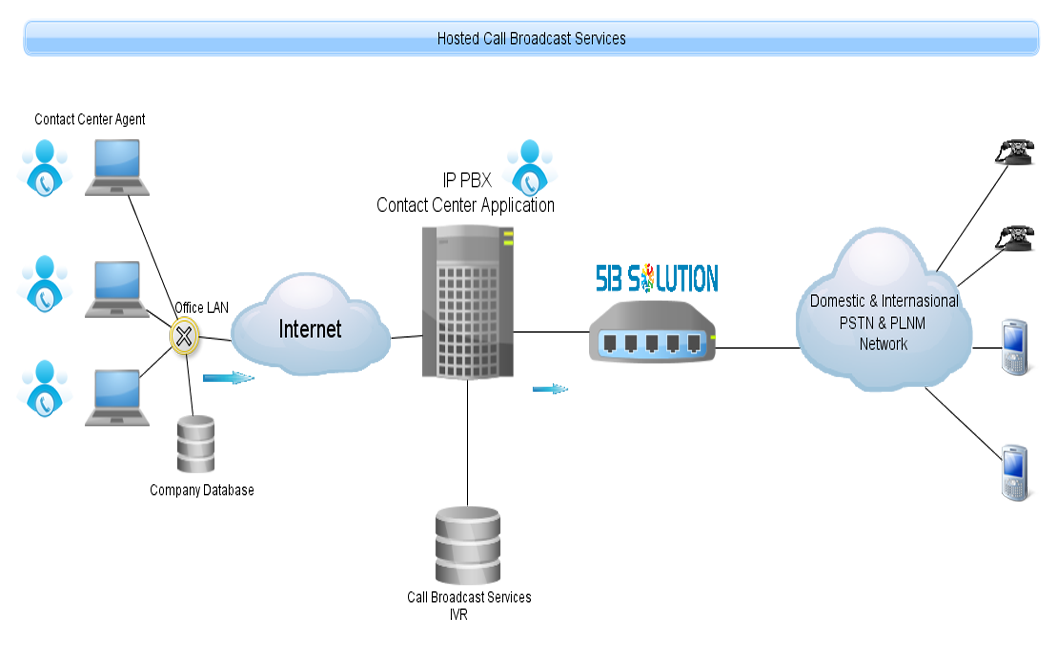 Hosted Call Broadcast Services
Contact Center Agent
IP PBX
Contact Center Application
Office LAN
Internet
5I3 SOLUTION
Domestic & Internasional
PSTN & PLNM
Network
Company Database
Call Broadcast Services
IVR